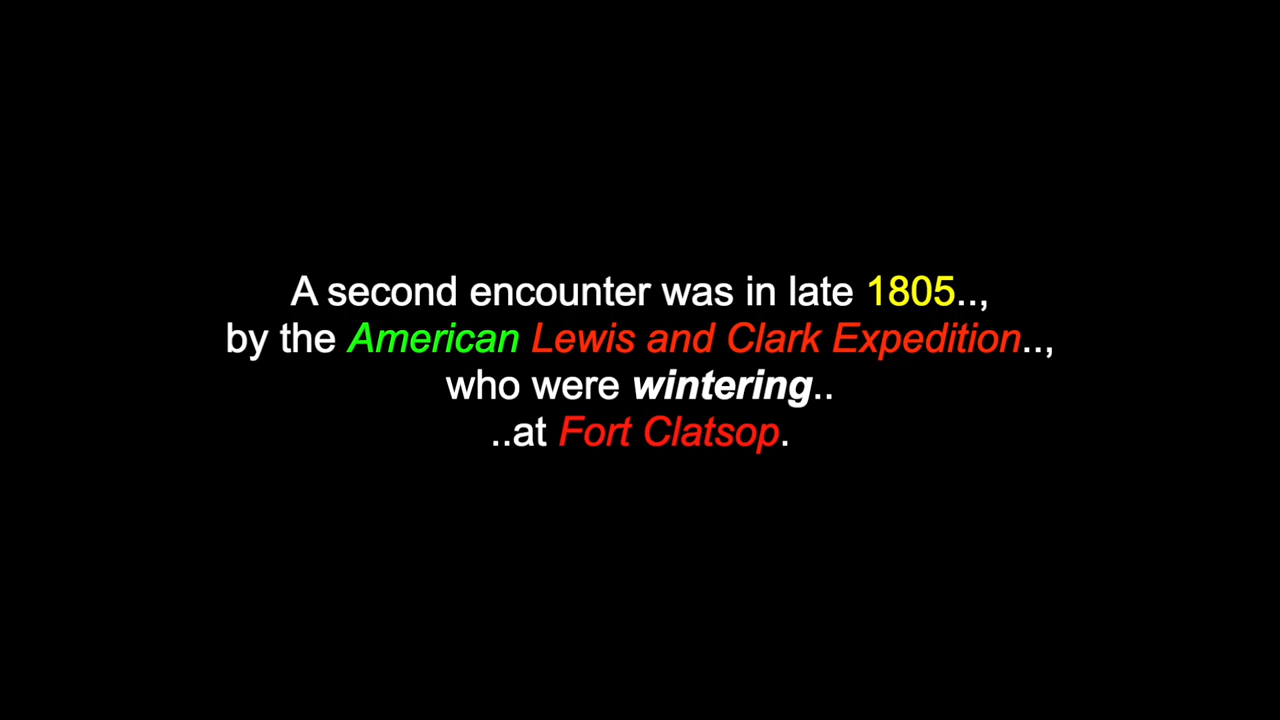 A second encounter was in late 1805..,
by the American Lewis and Clark Expedition..,
who were wintering..
..at Fort Clatsop.